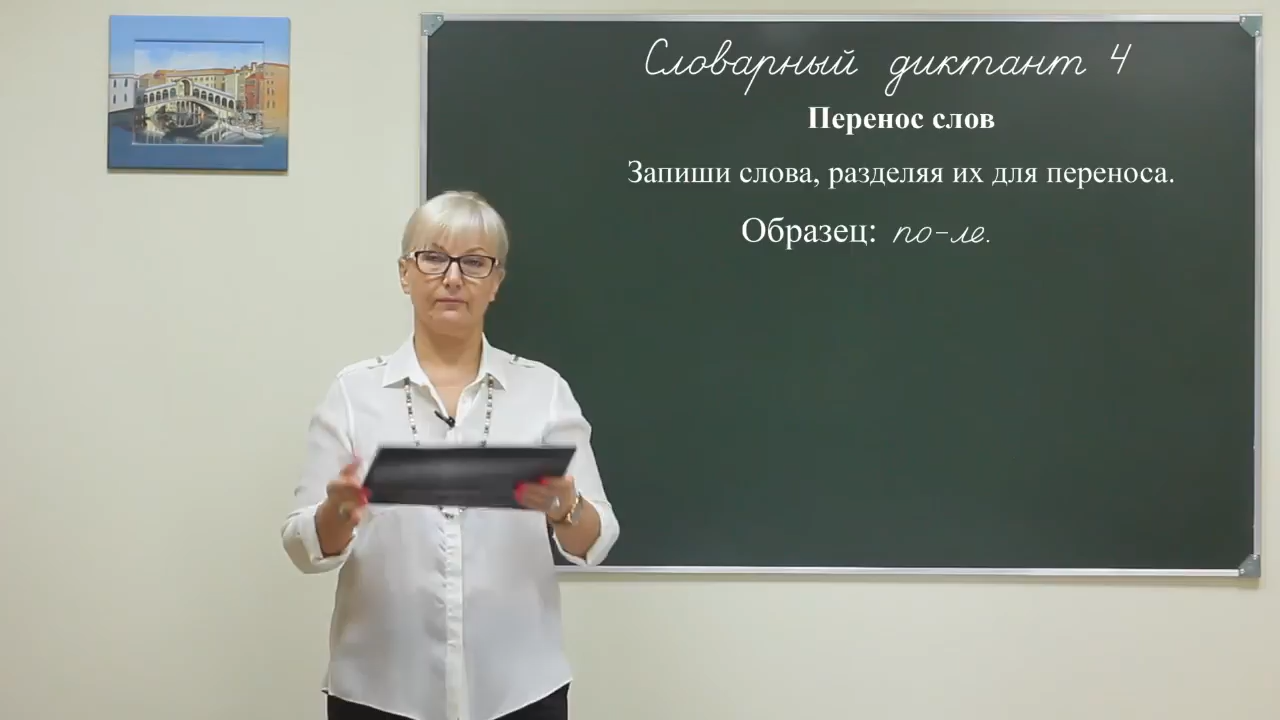 Словарный диктант 4
Перенос слов
Запиши слова, разделяя их для переноса.
Образец: по-ле.